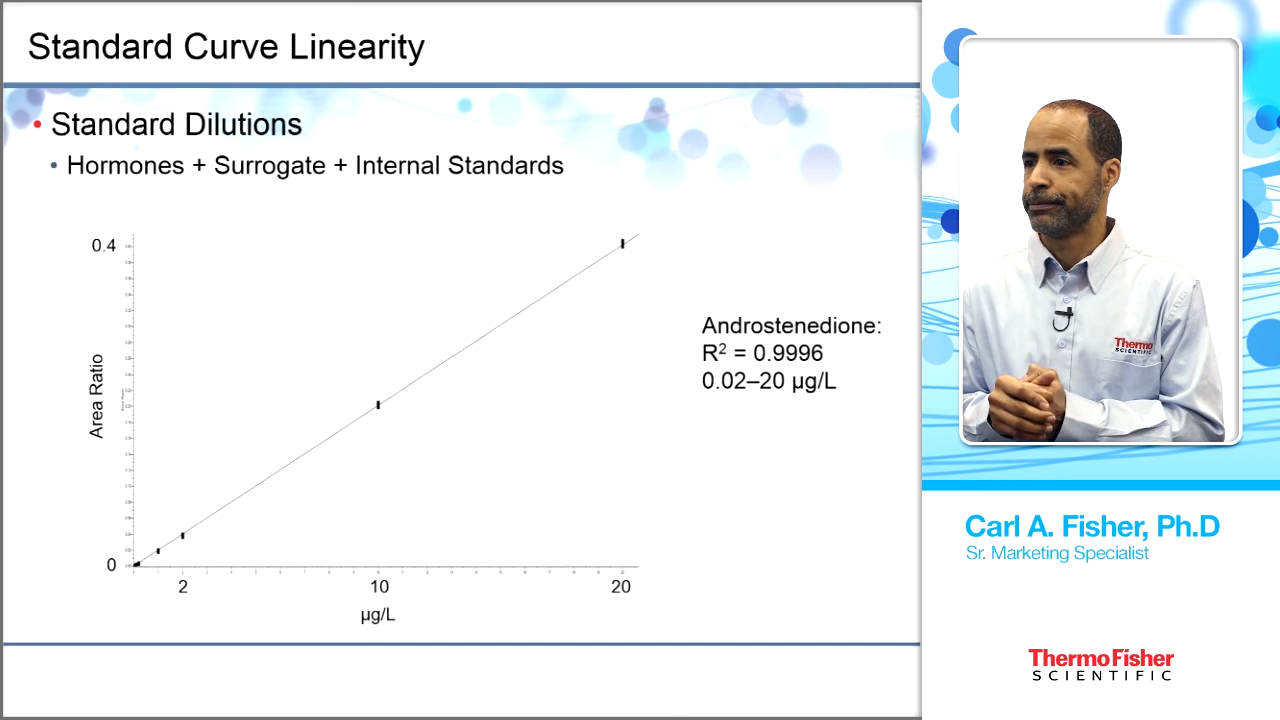 Standard Curve Linearity
• Standard Dilutions
• Hormones + Surrogate + Internal Standards
0.4
Area Ratio
0
2 10 20
µg/L
Androstenedione:
R² = 0.9996
0.02–20 µg/L
Thermo
SCIENTIFIC
Carl A. Fisher, Ph.D
Sr. Marketing Specialist
ThermoFisher
SCIENTIFIC